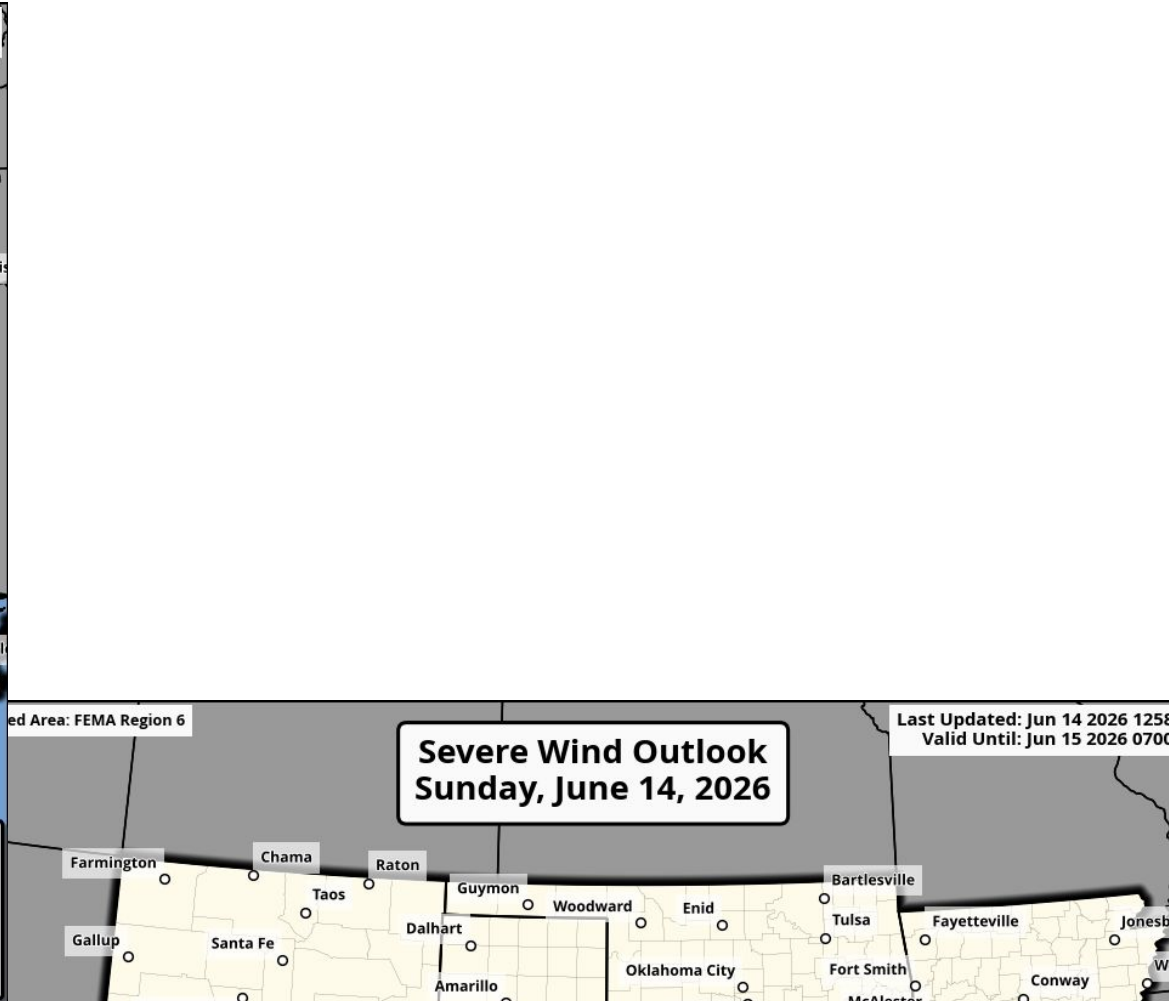 ed Area: FEMA Region 6
Last Updated: Jun 14 2026 1258
Valid Until: Jun 15 2026 0700
Severe Wind Outlook
Sunday, June 14, 2026
Farmington
Chama
Raton
Taos
Guymon
Woodward
Enid
Bartlesville
Tulsa
Fayetteville
Jonesb
Gallup
Santa Fe
Dalhart
Amarillo
Oklahoma City
Fort Smith
McAlester
Conway
W